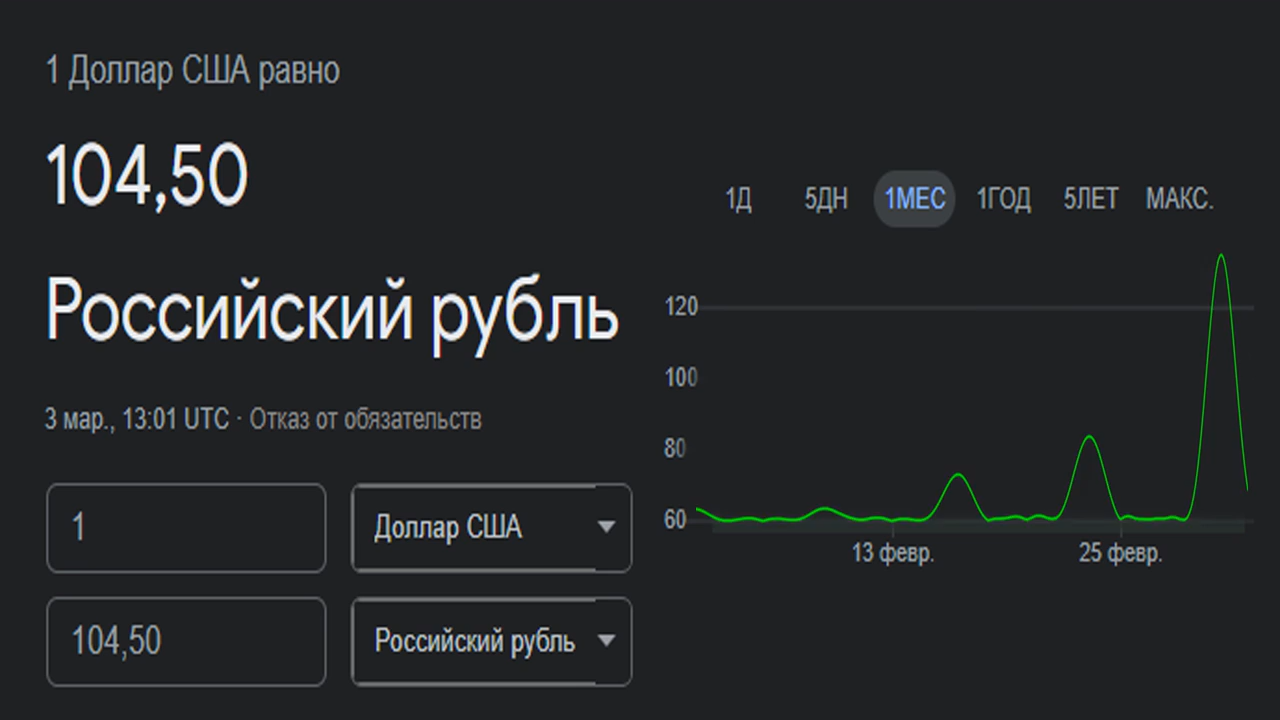 1 Доллар США равно
104,50
Российский рубль
3 мар., 13:01 UTC · Отказ от обязательств
1
Доллар США
104,50
Российский рубль
1Д 5ДН 1МЕС 1ГОД 5ЛЕТ МАКС.
120
100
80
60
13 февр. 25 февр.